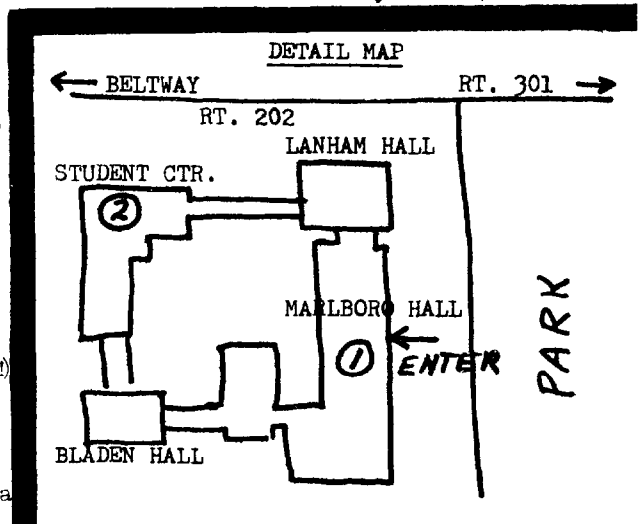 DETAIL MAP
← BELTWAY RT. 301 →
RT. 202
LANHAM HALL
STUDENT CTR.
2
MARLBORO HALL
1 ← ENTER
PARK
BLADEN HALL
!)
a